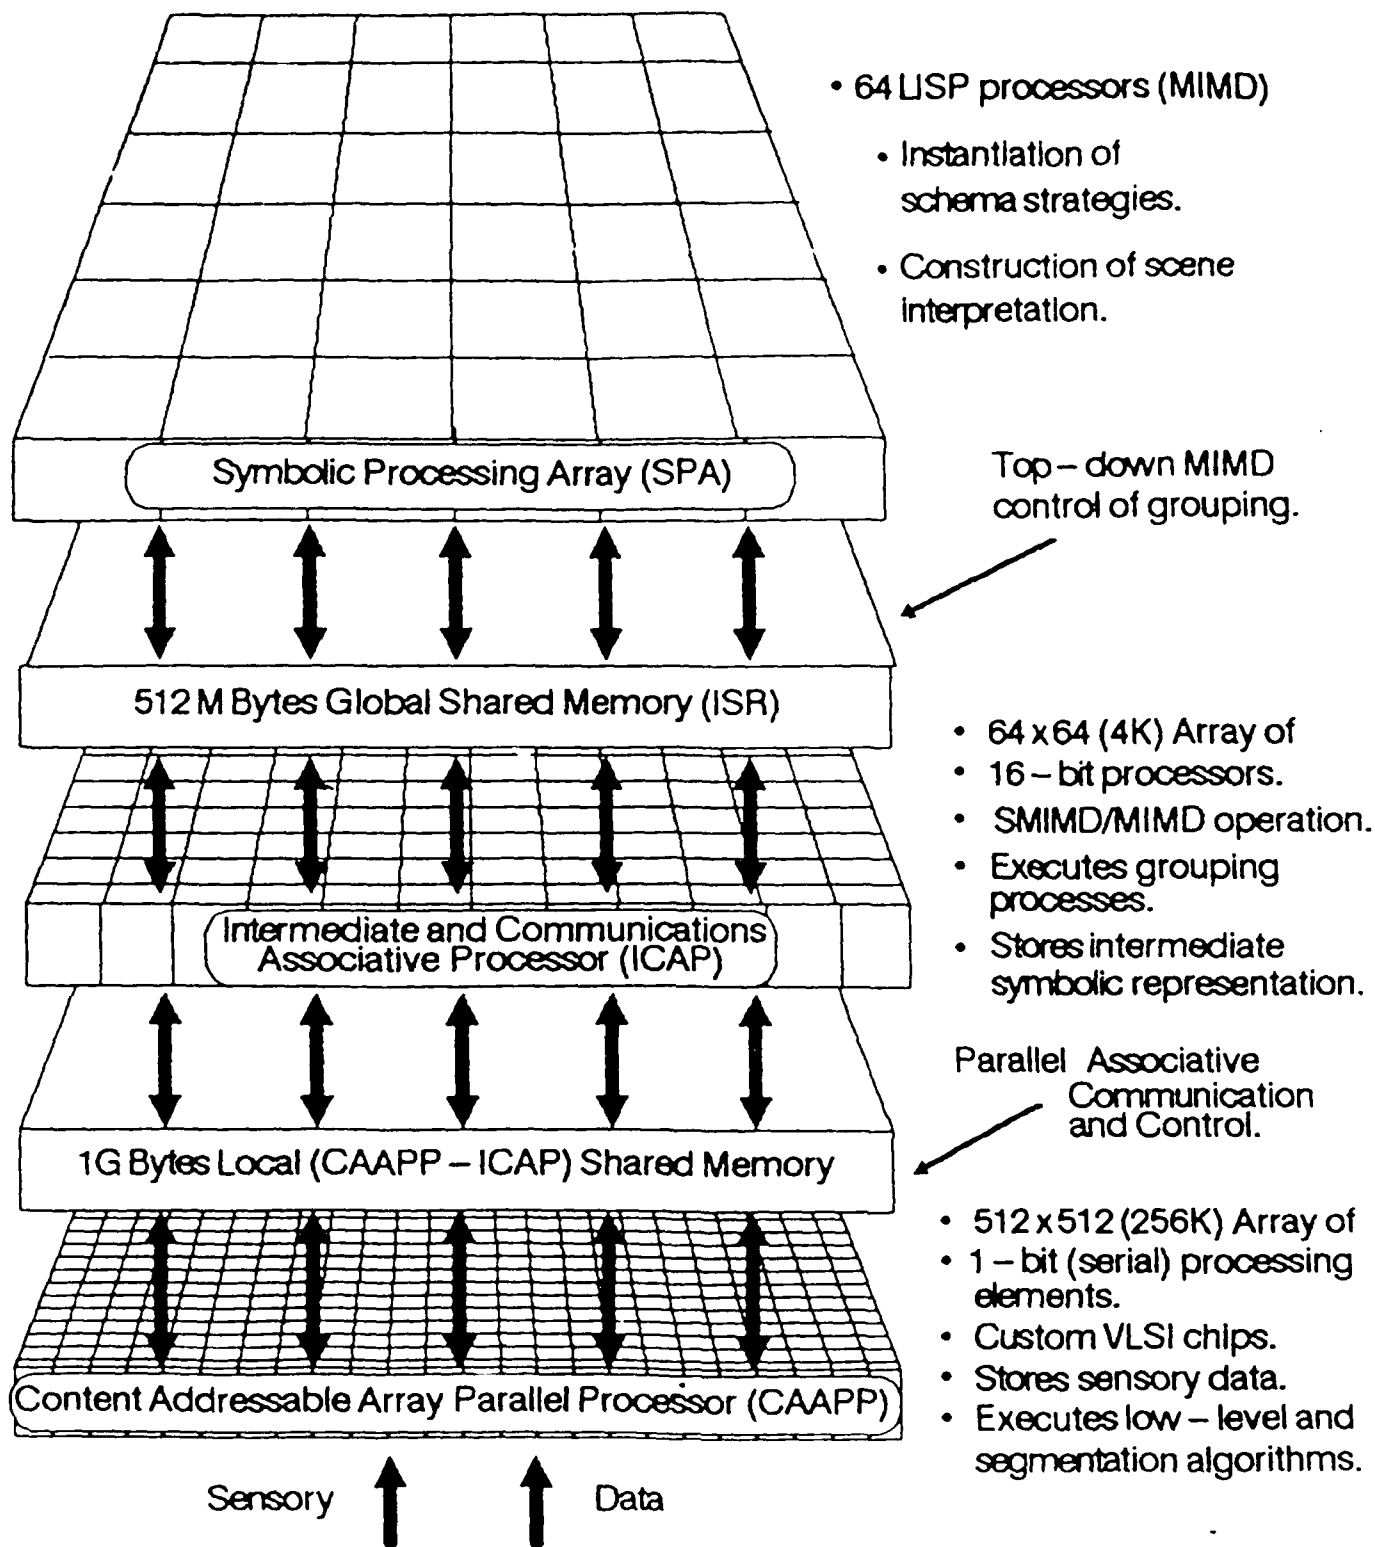 • 64 LISP processors (MIMD)
• Instantiation of
schema strategies.
• Construction of scene
interpretation.
Symbolic Processing Array (SPA)
Top – down MIMD
control of grouping.
512 M Bytes Global Shared Memory (ISR)
• 64 x 64 (4K) Array of
• 16 – bit processors.
• SMIMD/MIMD operation.
• Executes grouping
processes.
• Stores intermediate
symbolic representation.
Intermediate and Communications
Associative Processor (ICAP)
Parallel Associative
Communication
and Control.
1G Bytes Local (CAAPP – ICAP) Shared Memory
• 512 x 512 (256K) Array of
• 1 – bit (serial) processing
elements.
• Custom VLSI chips.
• Stores sensory data.
• Executes low – level and
segmentation algorithms.
Content Addressable Array Parallel Processor (CAAPP)
Sensory Data